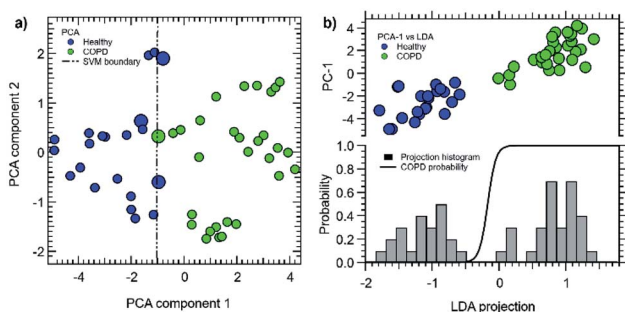 a)
PCA
Healthy
COPD
SVM boundary
PCA component 2
2
1
0
-1
-2
-4
-2
0
2
4
PCA component 1
b)
PCA-1 vs LDA
Healthy
COPD
PC-1
4
2
0
-2
-4
Projection histogram
COPD probability
Probability
1.0
0.8
0.6
0.4
0.2
0.0
-2
-1
0
1
LDA projection